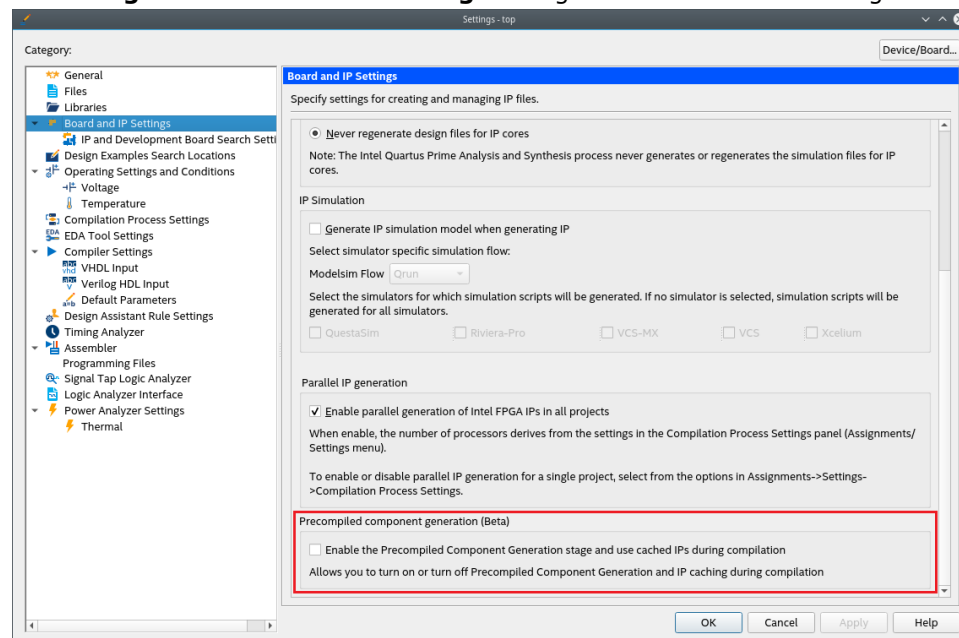 Settings - top
Category:
Device/Board...
General
Files
Libraries
Board and IP Settings
IP and Development Board Search Setti
Design Examples Search Locations
Operating Settings and Conditions
Voltage
Temperature
Compilation Process Settings
EDA Tool Settings
Compiler Settings
VHDL Input
Verilog HDL Input
Default Parameters
Design Assistant Rule Settings
Timing Analyzer
Assembler
Programming Files
Signal Tap Logic Analyzer
Logic Analyzer Interface
Power Analyzer Settings
Thermal
Board and IP Settings
Specify settings for creating and managing IP files.
Never regenerate design files for IP cores
Note: The Intel Quartus Prime Analysis and Synthesis process never generates or regenerates the simulation files for IP
cores.
IP Simulation
Generate IP simulation model when generating IP
Select simulator specific simulation flow:
Modelsim Flow Qrun
Select the simulators for which simulation scripts will be generated. If no simulator is selected, simulation scripts will be
generated for all simulators.
QuestaSim Riviera-Pro VCS-MX VCS Xcelium
Parallel IP generation
Enable parallel generation of Intel FPGA IPs in all projects
When enable, the number of processors derives from the settings in the Compilation Process Settings panel (Assignments/
Settings menu).
To enable or disable parallel IP generation for a single project, select from the options in Assignments->Settings-
>Compilation Process Settings.
Precompiled component generation (Beta)
Enable the Precompiled Component Generation stage and use cached IPs during compilation
Allows you to turn on or turn off Precompiled Component Generation and IP caching during compilation
OK Cancel Apply Help